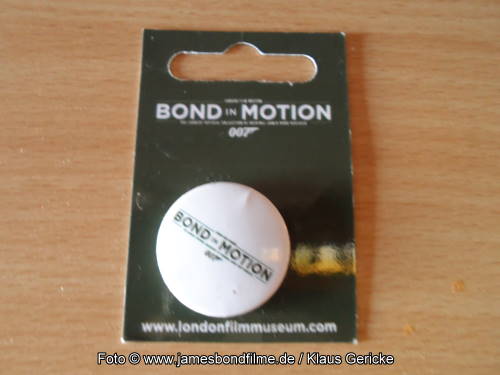 BOND IN MOTION
007
BOND IN MOTION
007
www.londonfilmmuseum.com
Foto © www.jamesbondfilme.de / Klaus Gericke